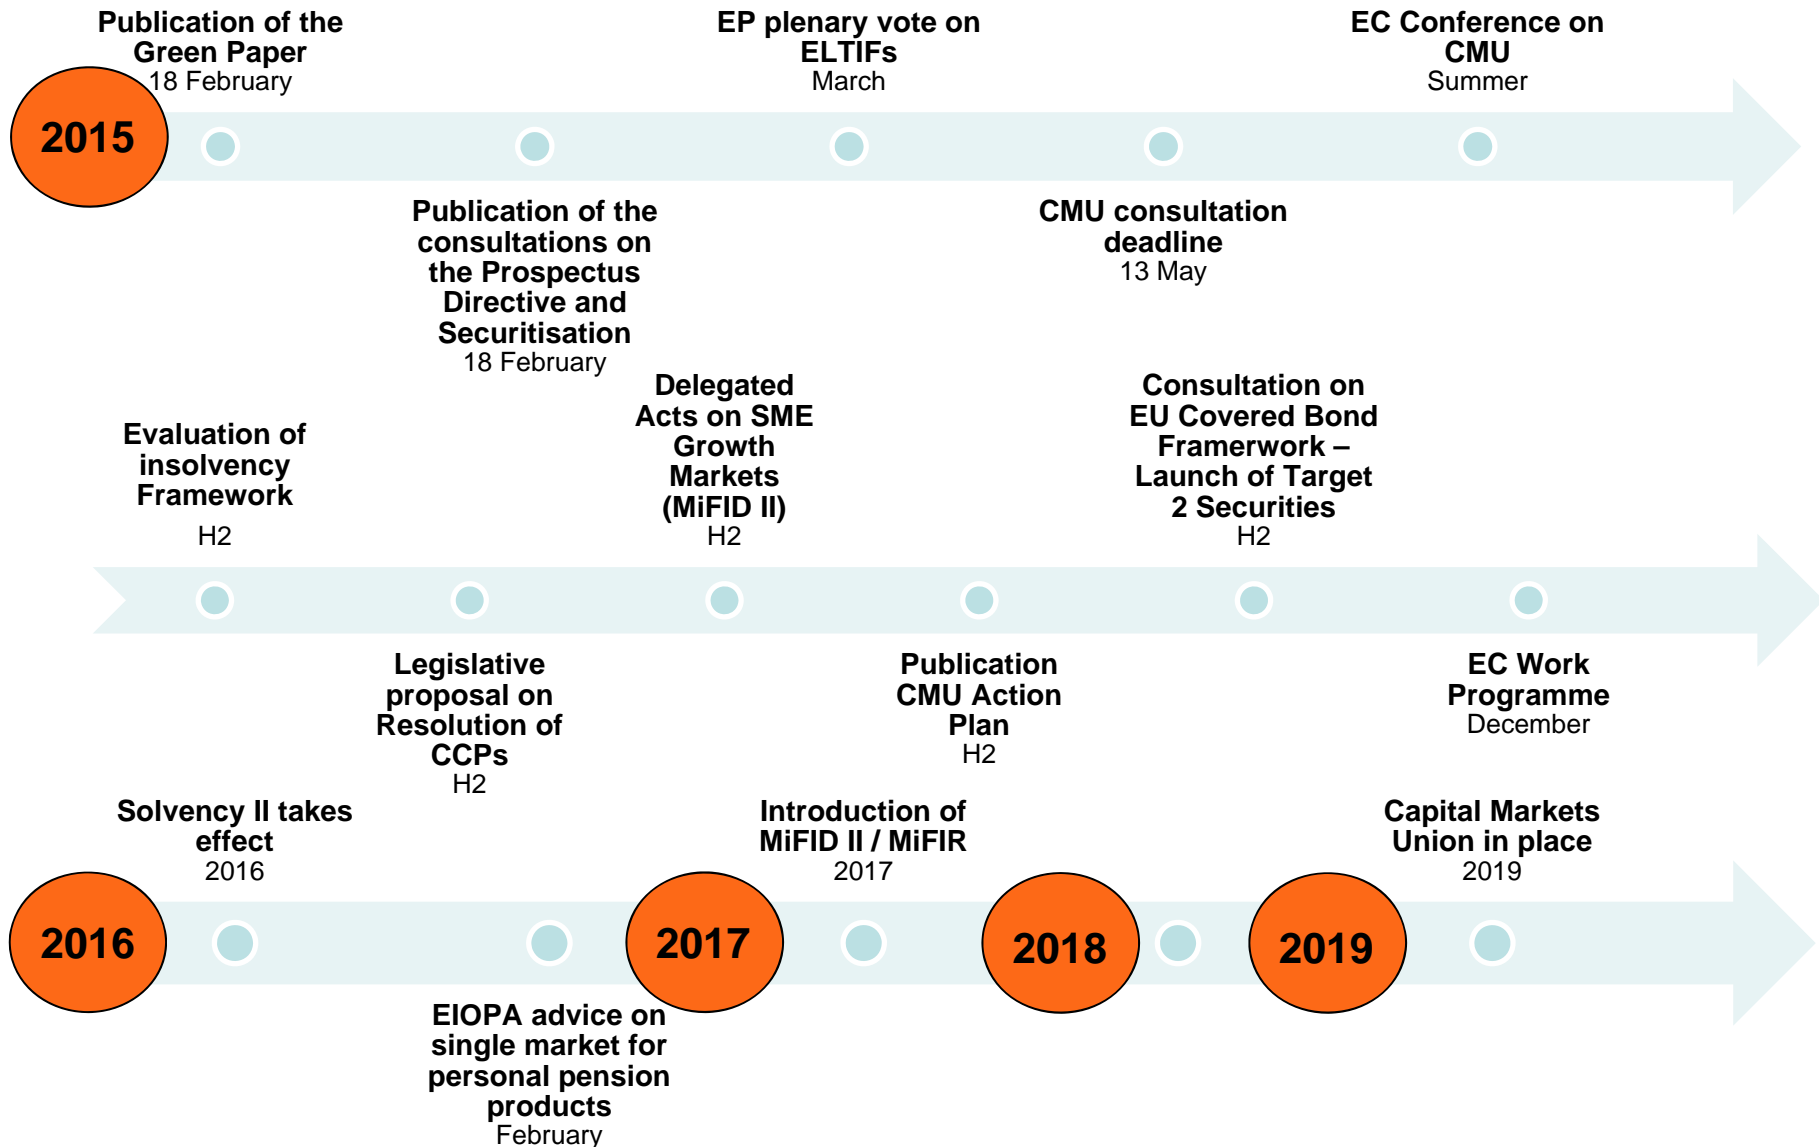 Publication of the
Green Paper
18 February
EP plenary vote on
ELTIFs
March
EC Conference on
CMU
Summer
2015
Publication of the
consultations on
the Prospectus
Directive and
Securitisation
18 February
CMU consultation
deadline
13 May
Evaluation of
insolvency
Framework
H2
Delegated
Acts on SME
Growth
Markets
(MiFID II)
H2
Consultation on
EU Covered Bond
Framerwork –
Launch of Target
2 Securities
H2
Legislative
proposal on
Resolution of
CCPs
H2
Publication
CMU Action
Plan
H2
EC Work
Programme
December
Solvency II takes
effect
2016
Introduction of
MiFID II / MiFIR
2017
Capital Markets
Union in place
2019
2016
2017
2018
2019
EIOPA advice on
single market for
personal pension
products
February